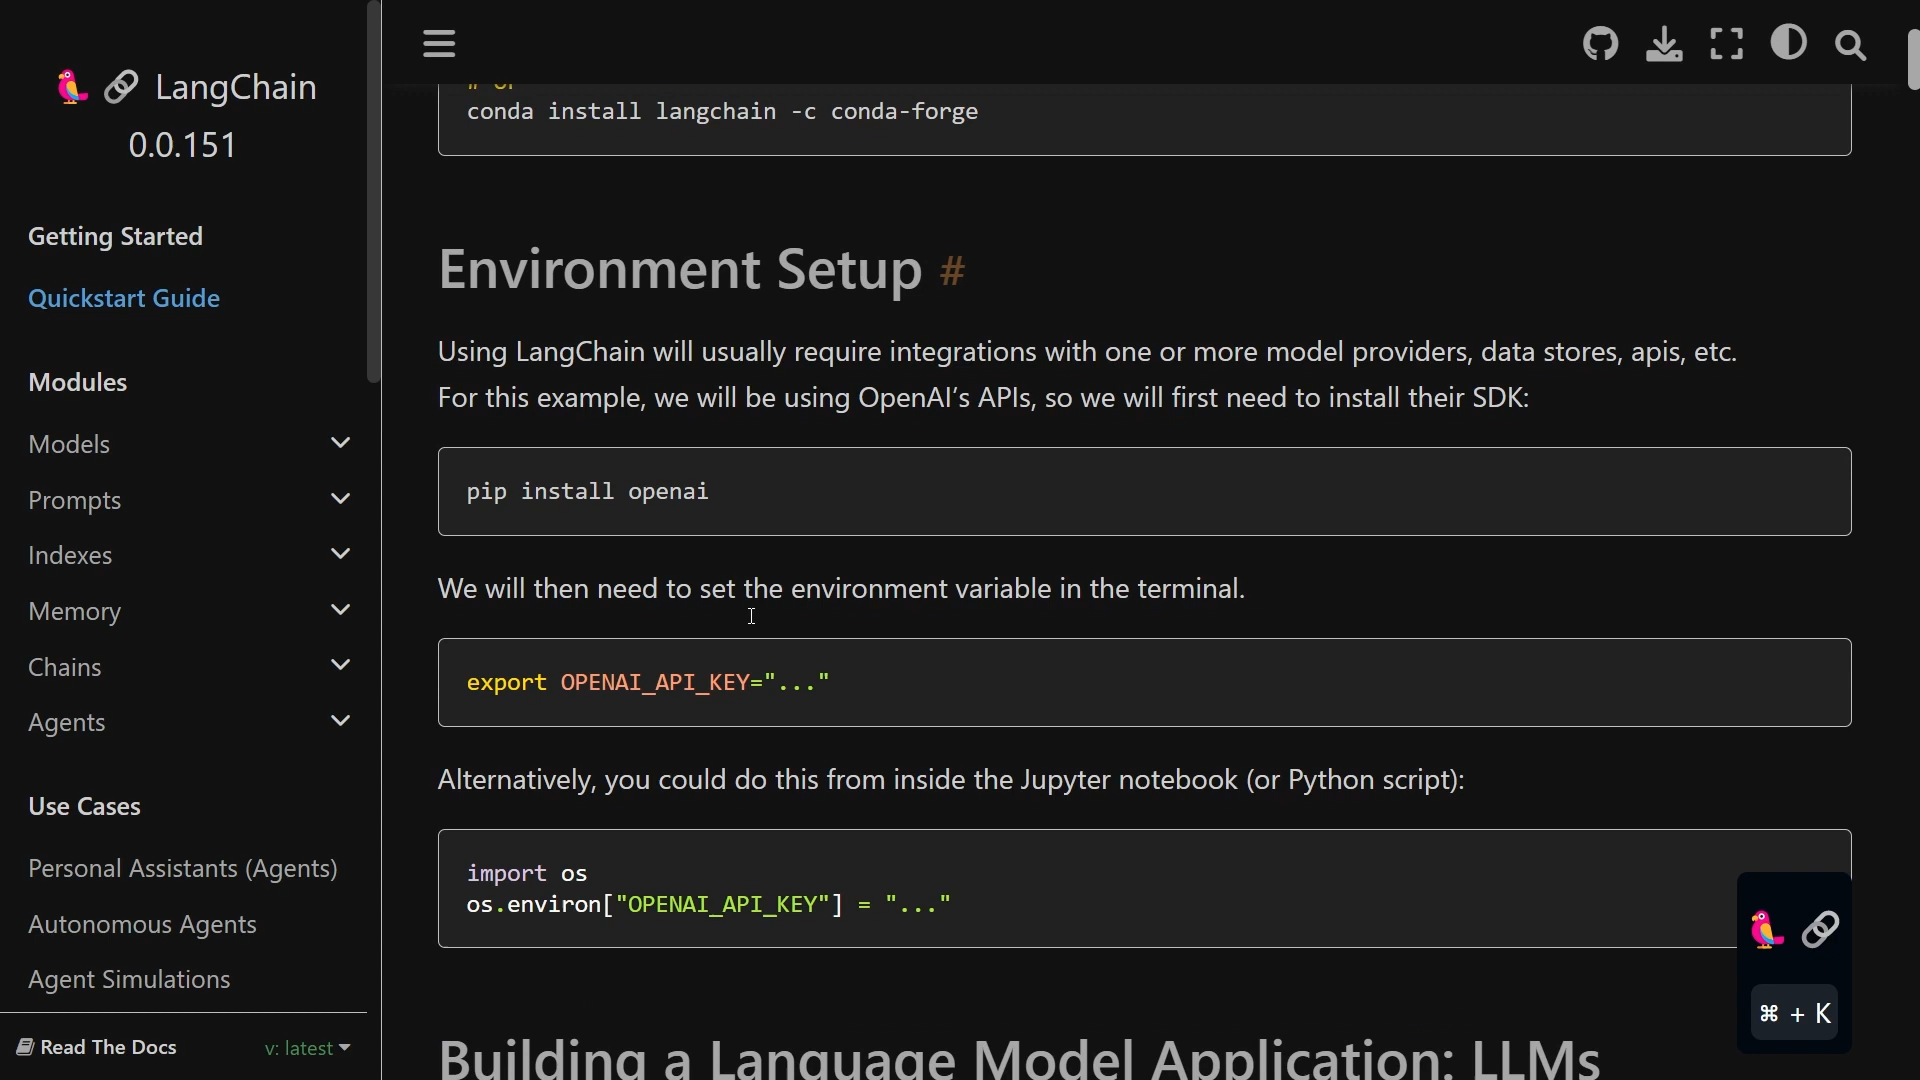 LangChain
0.0.151
Getting Started
Quickstart Guide
Modules
Models
Prompts
Indexes
Memory
Chains
Agents
Use Cases
Personal Assistants (Agents)
Autonomous Agents
Agent Simulations
Read The Docs
v: latest
# or
conda install langchain -c conda-forge
Environment Setup #
Using LangChain will usually require integrations with one or more model providers, data stores, apis, etc.
For this example, we will be using OpenAI’s APIs, so we will first need to install their SDK:
pip install openai
We will then need to set the environment variable in the terminal.
export OPENAI_API_KEY="..."
Alternatively, you could do this from inside the Jupyter notebook (or Python script):
import os
os.environ["OPENAI_API_KEY"] = "..."
⌘ + K
Building a Language Model Application: LLMs